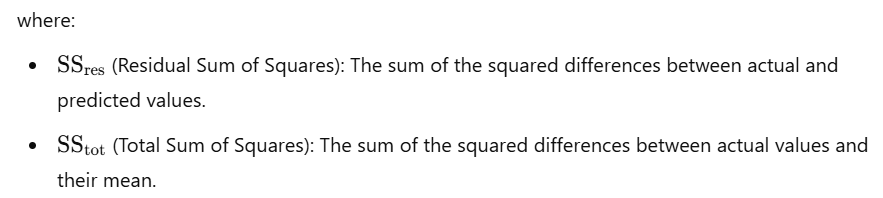 where:
• SSres (Residual Sum of Squares): The sum of the squared differences between actual and
predicted values.
• SStot (Total Sum of Squares): The sum of the squared differences between actual values and
their mean.